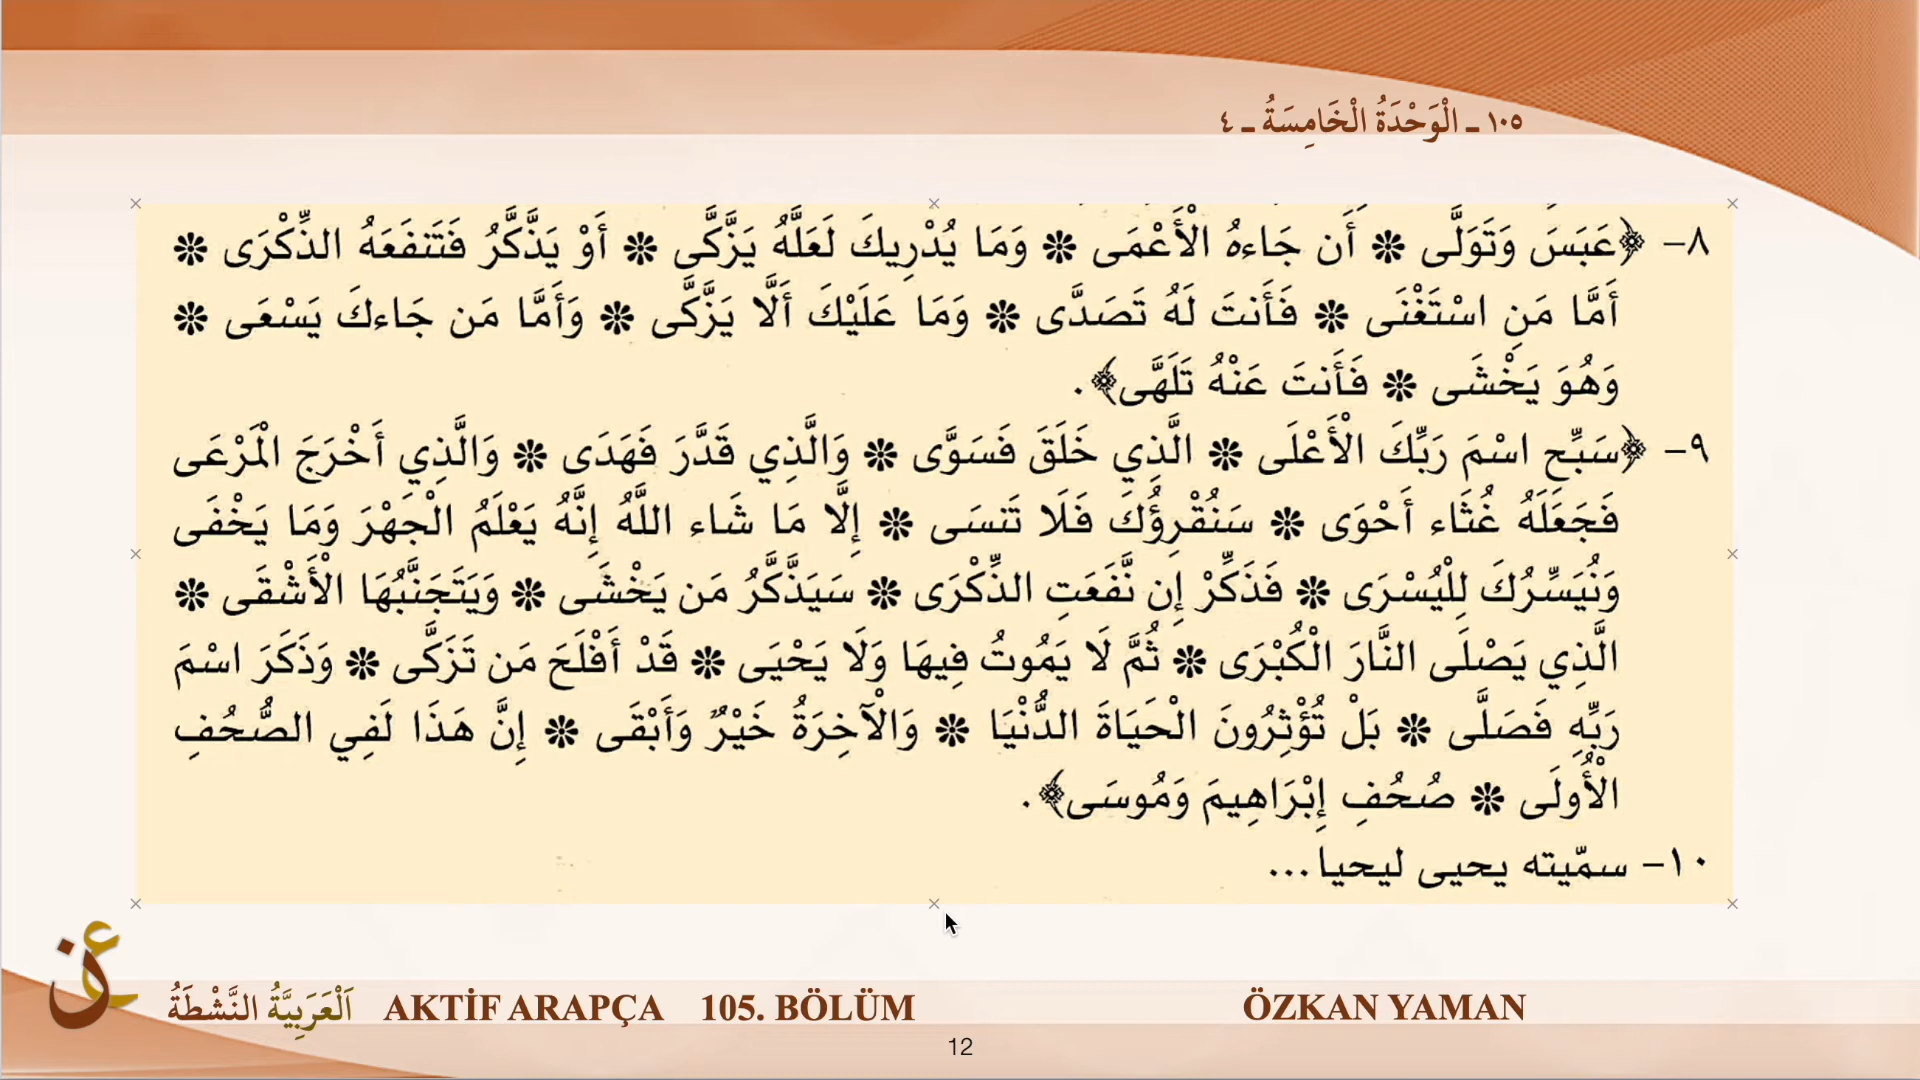 ١٠٥ ـ الْوَحْدَةُ الْخَامِسَةُ ـ ٤
٨- ﴿عَبَسَ وَتَوَلَّى ❊ أَن جَاءهُ الْأَعْمَى ❊ وَمَا يُدْرِيكَ لَعَلَّهُ يَزَّكَّى ❊ أَوْ يَذَّكَّرُ فَتَنفَعَهُ الذِّكْرَى ❊
أَمَّا مَنِ اسْتَغْنَى ❊ فَأَنتَ لَهُ تَصَدَّى ❊ وَمَا عَلَيْكَ أَلَّا يَزَّكَّى ❊ وَأَمَّا مَن جَاءكَ يَسْعَى ❊
وَهُوَ يَخْشَى ❊ فَأَنتَ عَنْهُ تَلَهَّى﴾.
٩- ﴿سَبِّحِ اسْمَ رَبِّكَ الْأَعْلَى ❊ الَّذِي خَلَقَ فَسَوَّى ❊ وَالَّذِي قَدَّرَ فَهَدَى ❊ وَالَّذِي أَخْرَجَ الْمَرْعَى
فَجَعَلَهُ غُثَاء أَحْوَى ❊ سَنُقْرِؤُكَ فَلَا تَنسَى ❊ إِلَّا مَا شَاء اللَّهُ إِنَّهُ يَعْلَمُ الْجَهْرَ وَمَا يَخْفَى
وَنُيَسِّرُكَ لِلْيُسْرَى ❊ فَذَكِّرْ إِن نَّفَعَتِ الذِّكْرَى ❊ سَيَذَّكَّرُ مَن يَخْشَى ❊ وَيَتَجَنَّبُهَا الْأَشْقَى ❊
الَّذِي يَصْلَى النَّارَ الْكُبْرَى ❊ ثُمَّ لَا يَمُوتُ فِيهَا وَلَا يَحْيَى ❊ قَدْ أَفْلَحَ مَن تَزَكَّى ❊ وَذَكَرَ اسْمَ
رَبِّهِ فَصَلَّى ❊ بَلْ تُؤْثِرُونَ الْحَيَاةَ الدُّنْيَا ❊ وَالْآخِرَةُ خَيْرٌ وَأَبْقَى ❊ إِنَّ هَذَا لَفِي الصُّحُفِ
الْأُولَى ❊ صُحُفِ إِبْرَاهِيمَ وَمُوسَى﴾.
١٠- سمّيته يحيى ليحيا...
اَلْعَرَبِيَّةُ النَّشْطَةُ AKTİF ARAPÇA 105. BÖLÜM ÖZKAN YAMAN
12